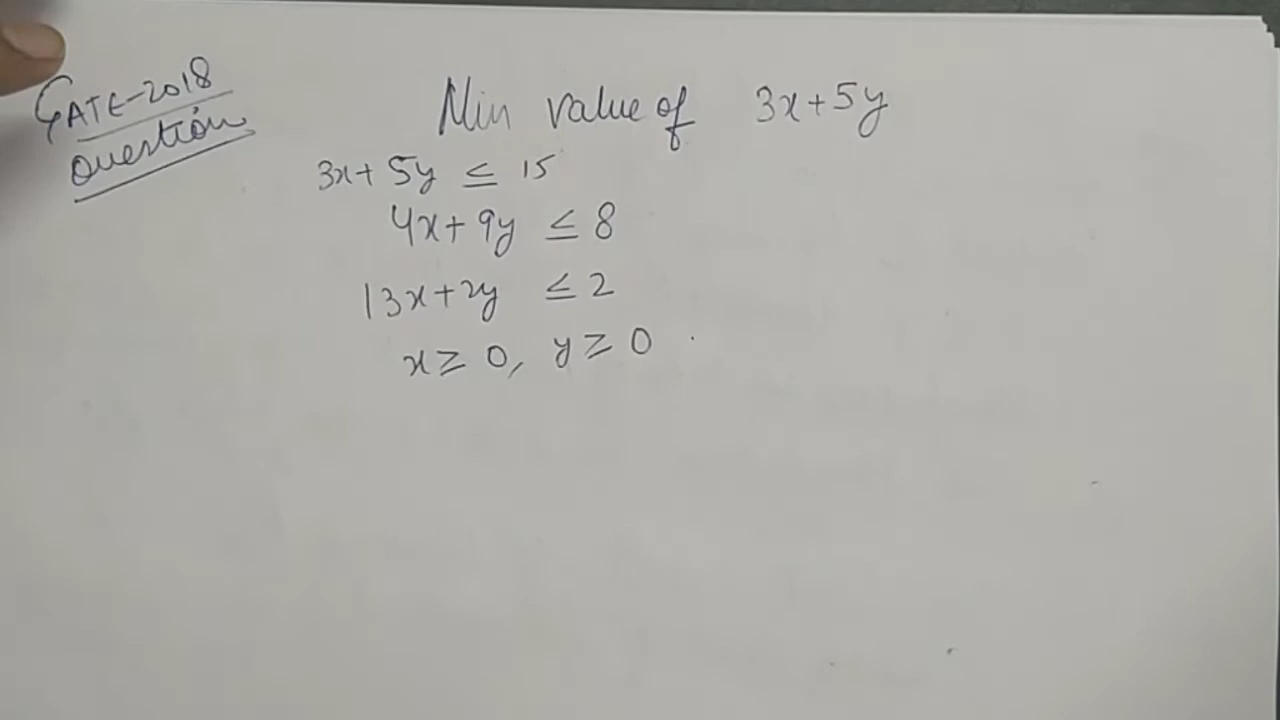 GATE-2018
Question
Min value of 3x+5y
3x+5y ≤ 15
4x+9y ≤ 8
13x+2y ≤ 2
x ≥ 0, y ≥ 0